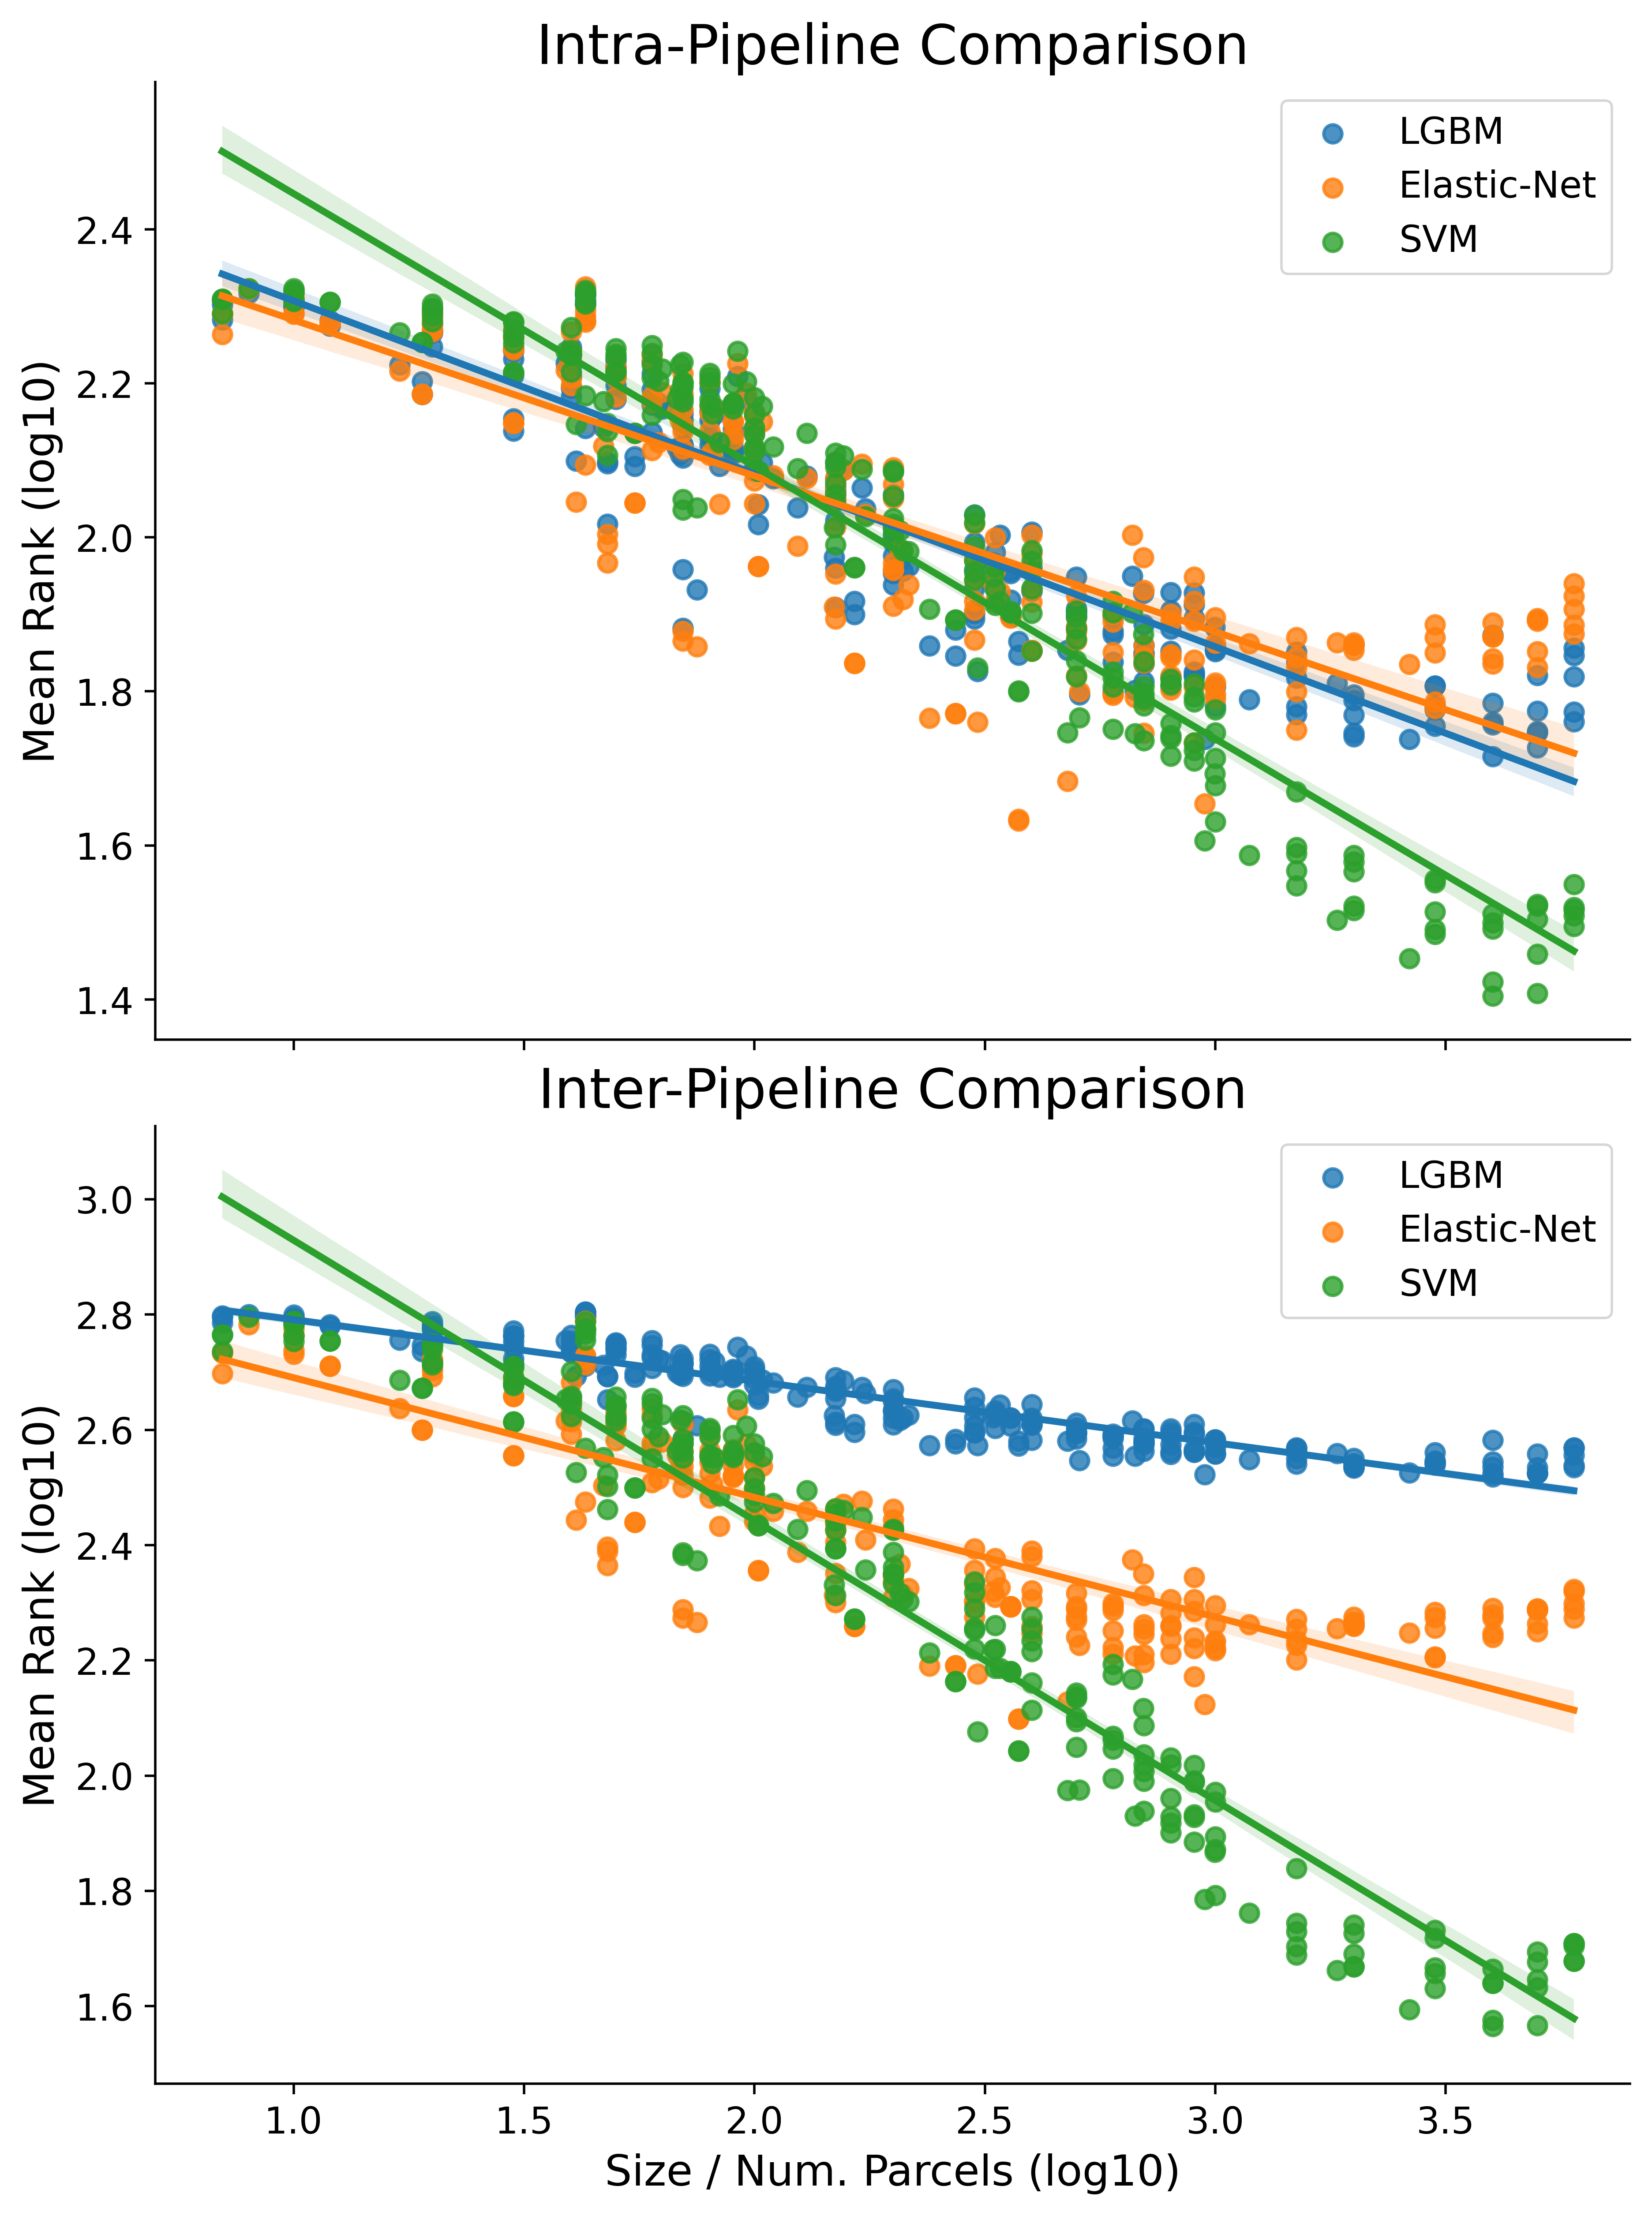 Intra-Pipeline Comparison
LGBM
Elastic-Net
SVM
Mean Rank (log10)
2.4
2.2
2.0
1.8
1.6
1.4
Inter-Pipeline Comparison
LGBM
Elastic-Net
SVM
Mean Rank (log10)
3.0
2.8
2.6
2.4
2.2
2.0
1.8
1.6
1.0 1.5 2.0 2.5 3.0 3.5
Size / Num. Parcels (log10)